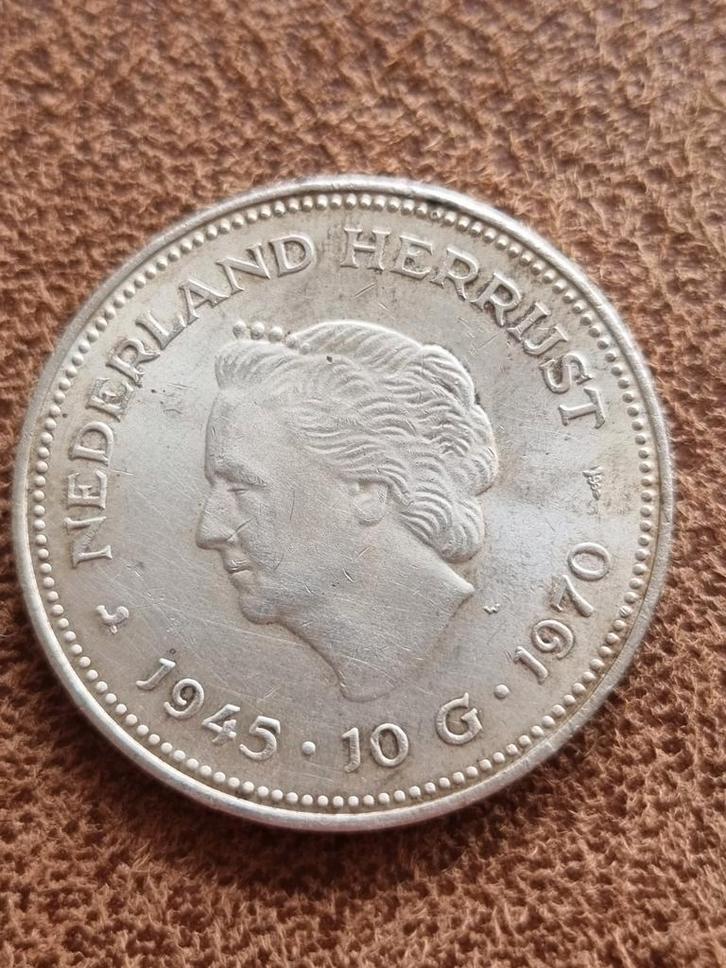 NEDERLAND HERRIJST
1945 · 10 G · 1970